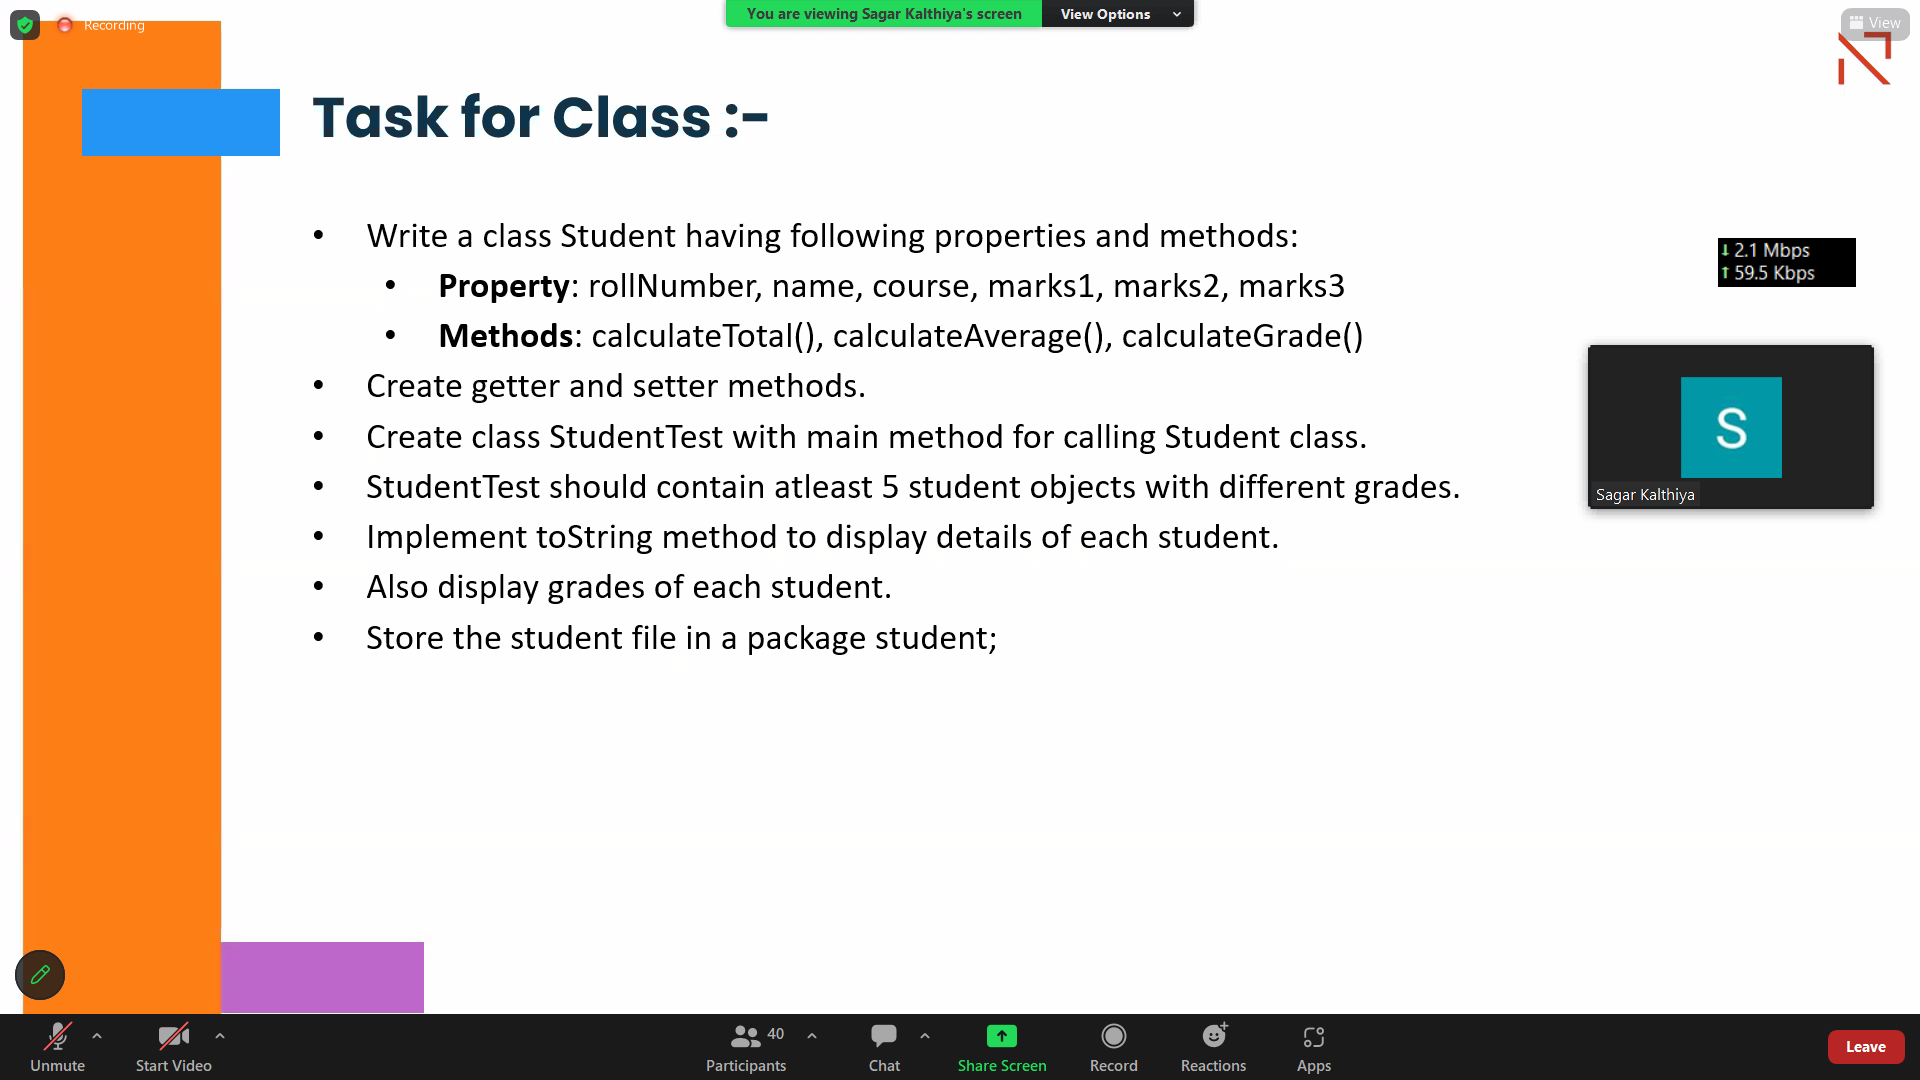 Recording
You are viewing Sagar Kalthiya's screen
View Options
View
Task for Class :-
• Write a class Student having following properties and methods:
• Property: rollNumber, name, course, marks1, marks2, marks3
• Methods: calculateTotal(), calculateAverage(), calculateGrade()
• Create getter and setter methods.
• Create class StudentTest with main method for calling Student class.
• StudentTest should contain atleast 5 student objects with different grades.
• Implement toString method to display details of each student.
• Also display grades of each student.
• Store the student file in a package student;
↓ 2.1 Mbps
↑ 59.5 Kbps
S
Sagar Kalthiya
Unmute
Start Video
40
Participants
Chat
Share Screen
Record
Reactions
Apps
Leave